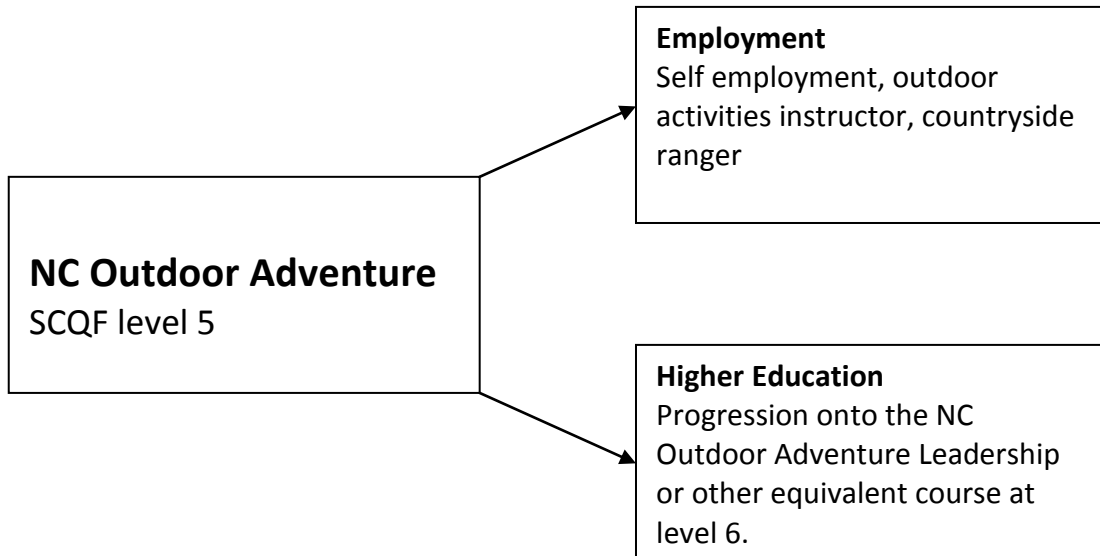 Employment
Self employment, outdoor
activities instructor, countryside
ranger
NC Outdoor Adventure
SCQF level 5
Higher Education
Progression onto the NC
Outdoor Adventure Leadership
or other equivalent course at
level 6.